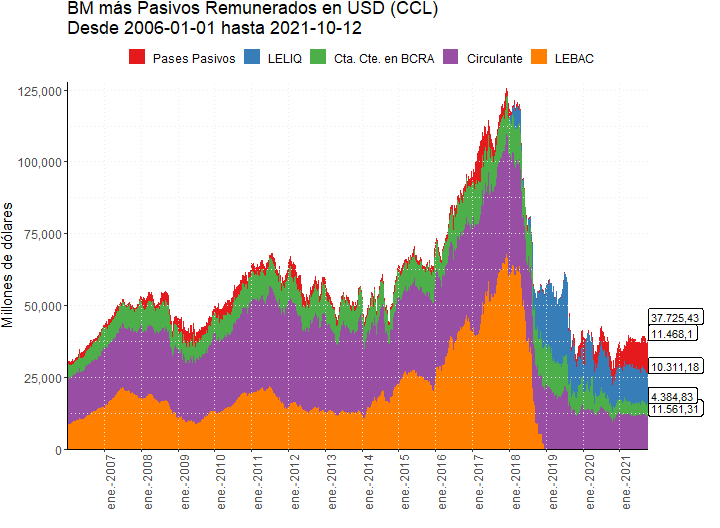 BM más Pasivos Remunerados en USD (CCL)
Desde 2006-01-01 hasta 2021-10-12
Pases Pasivos LELIQ Cta. Cte. en BCRA Circulante LEBAC
Millones de dólares
125,000
100,000
75,000
50,000
25,000
0
37.725,43
11.468,1
10.311,18
4.384,83
11.561,31
ene.-2007
ene.-2008
ene.-2009
ene.-2010
ene.-2011
ene.-2012
ene.-2013
ene.-2014
ene.-2015
ene.-2016
ene.-2017
ene.-2018
ene.-2019
ene.-2020
ene.-2021